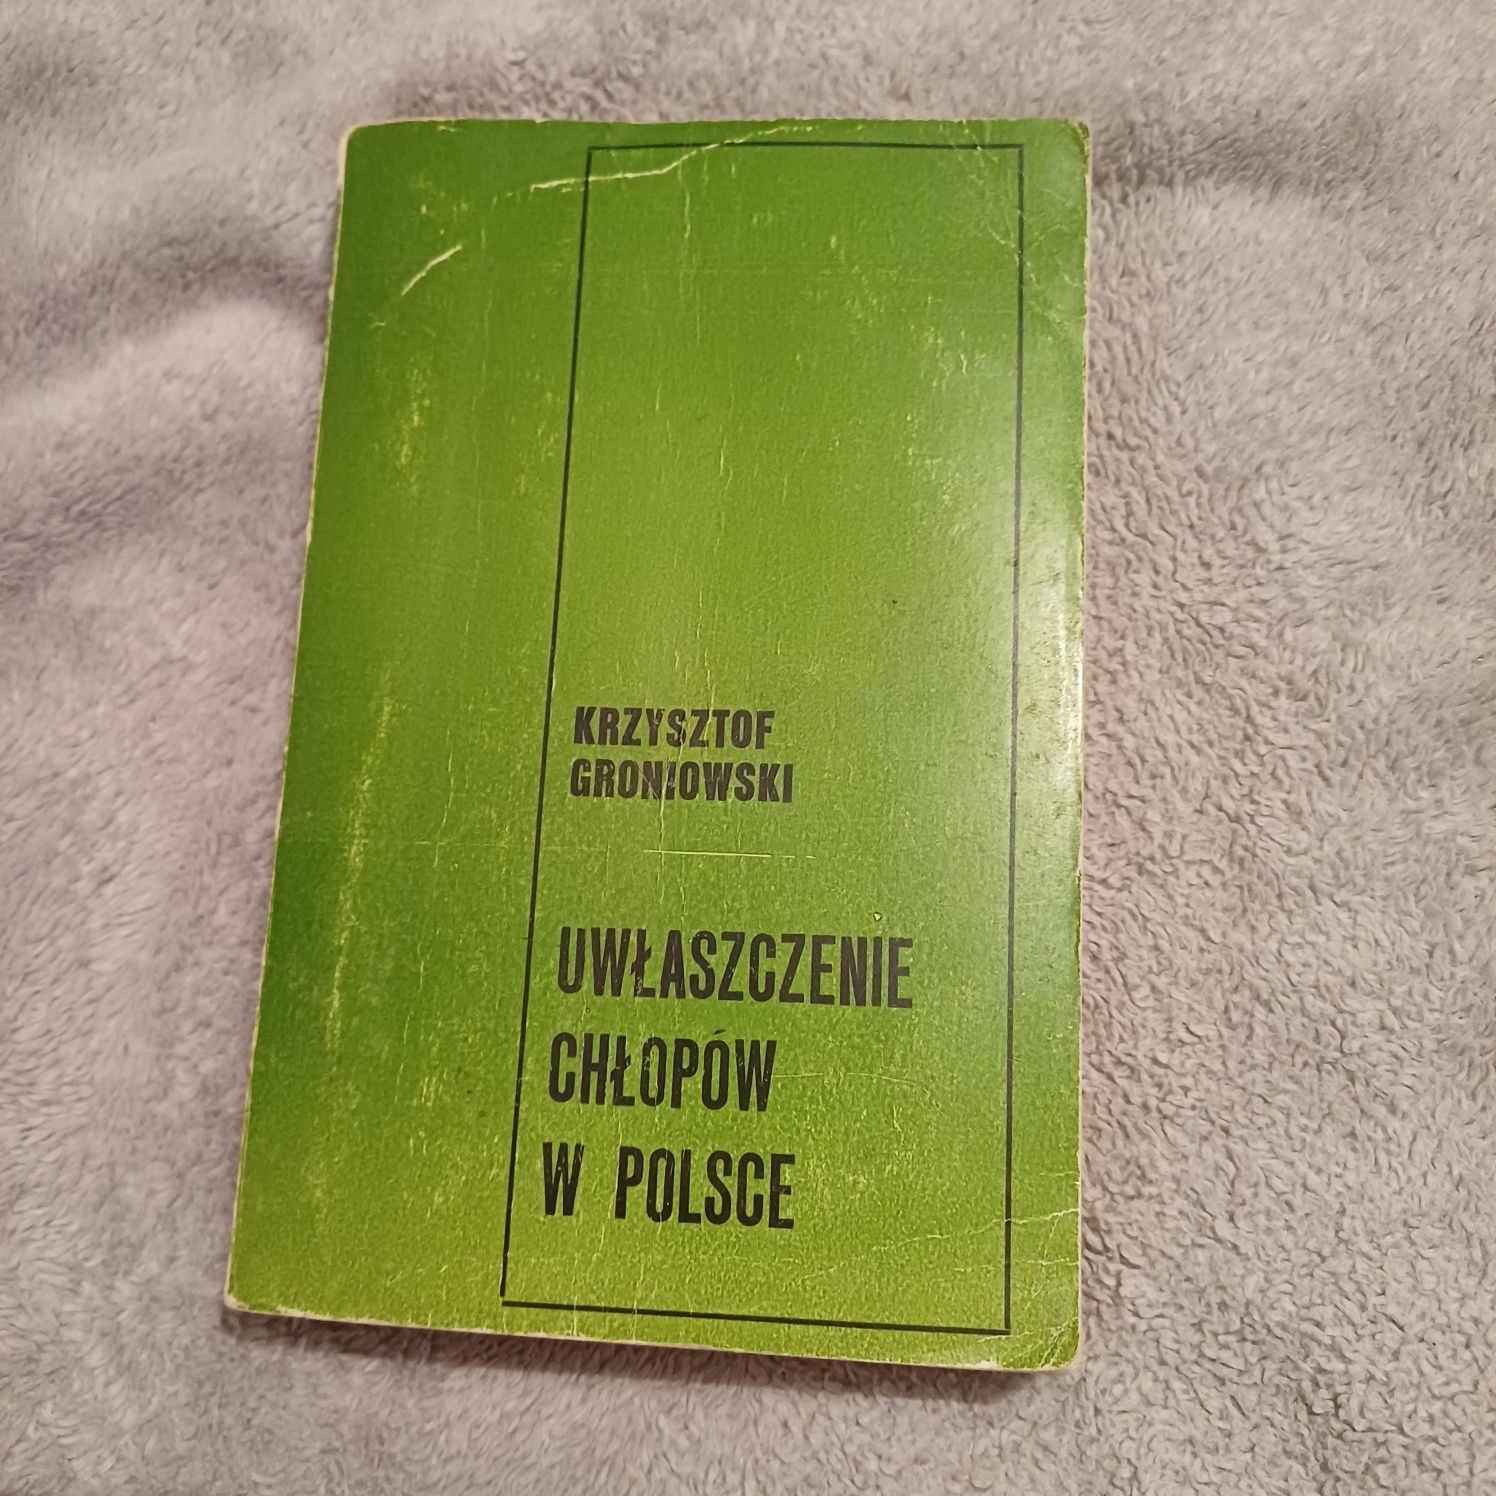 KRZYSZTOF
GRONIOWSKI
UWŁASZCZENIE
CHŁOPÓW
W POLSCE